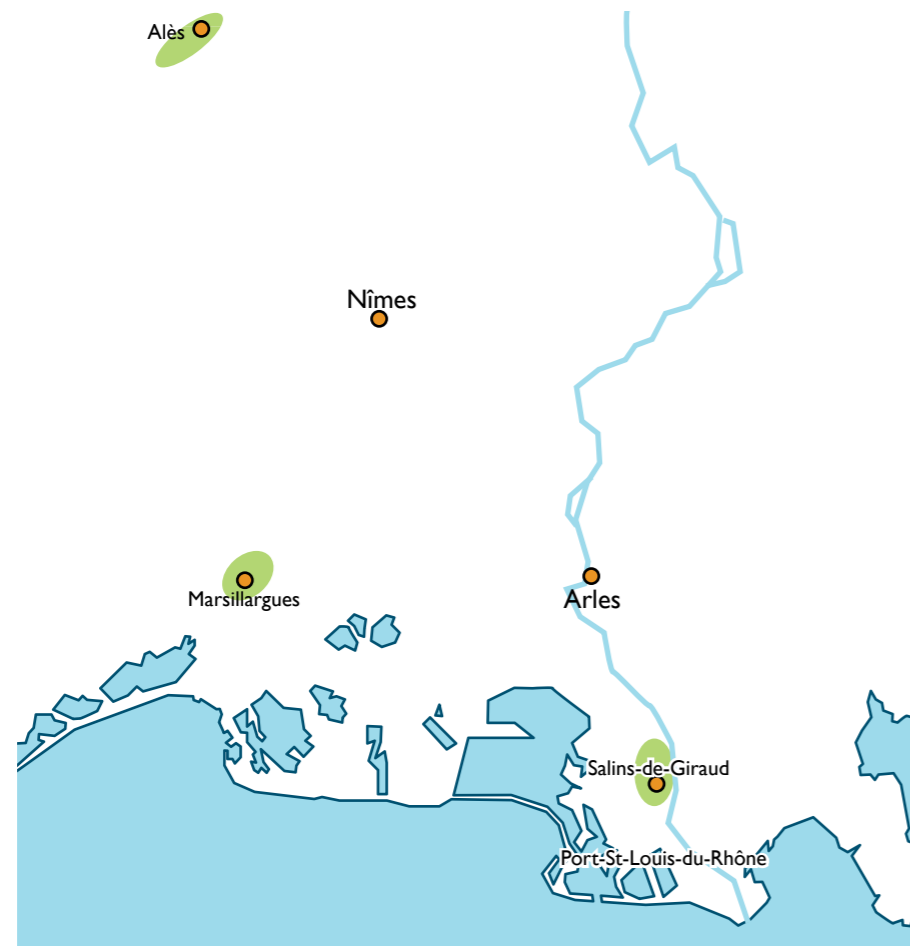 Alès
Nîmes
Marsillargues
Arles
Salins-de-Giraud
Port-St-Louis-du-Rhône